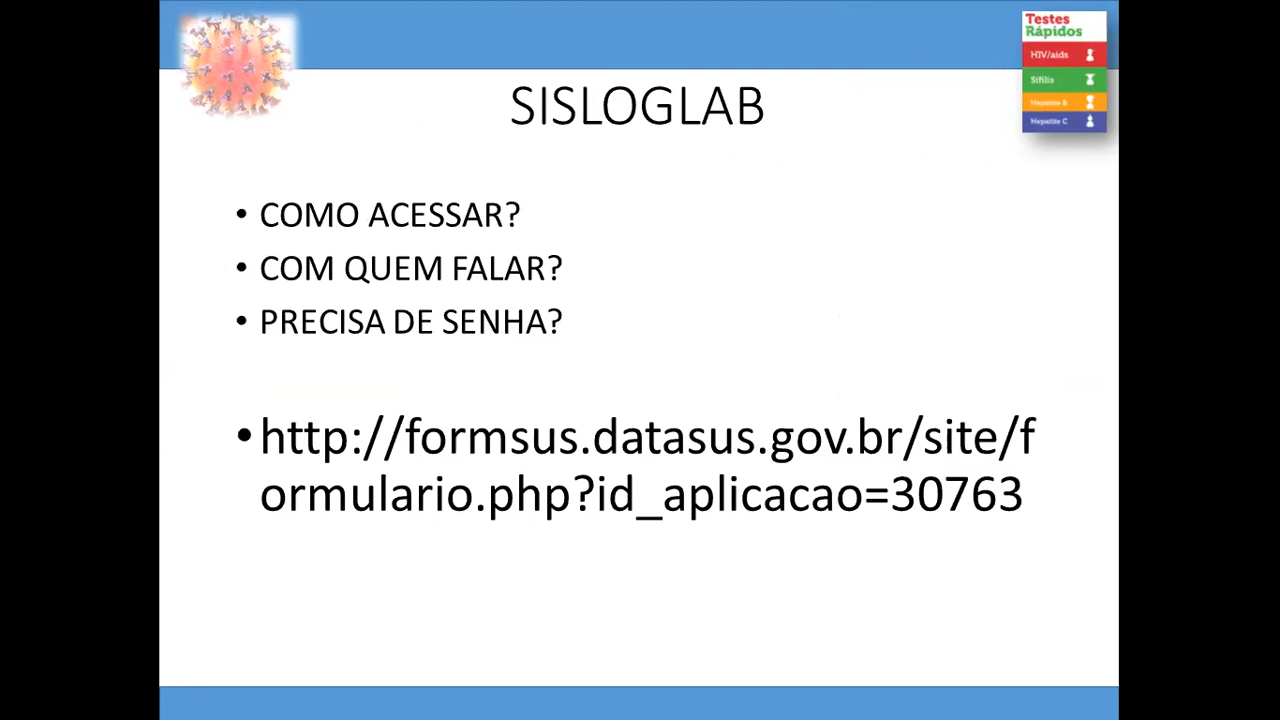 Testes
Rápidos
HIV/aids
Sífilis
Hepatite B
Hepatite C
SISLOGLAB
• COMO ACESSAR?
• COM QUEM FALAR?
• PRECISA DE SENHA?
• http://formsus.datasus.gov.br/site/f
ormulario.php?id_aplicacao=30763